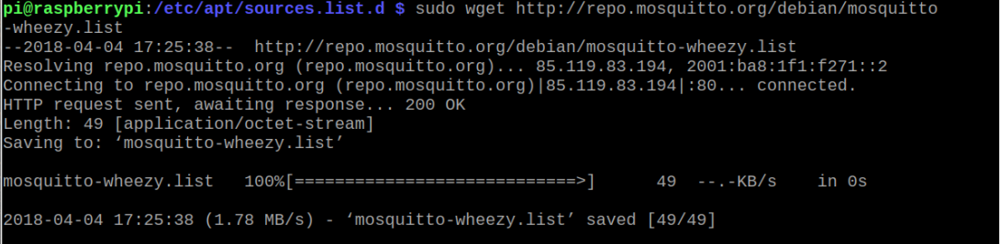 pi@raspberrypi:/etc/apt/sources.list.d $ sudo wget http://repo.mosquitto.org/debian/mosquitto
-wheezy.list
--2018-04-04 17:25:38--  http://repo.mosquitto.org/debian/mosquitto-wheezy.list
Resolving repo.mosquitto.org (repo.mosquitto.org)... 85.119.83.194, 2001:ba8:1f1:f271::2
Connecting to repo.mosquitto.org (repo.mosquitto.org)|85.119.83.194|:80... connected.
HTTP request sent, awaiting response... 200 OK
Length: 49 [application/octet-stream]
Saving to: ‘mosquitto-wheezy.list’
mosquitto-wheezy.list   100%[============================>]      49  --.-KB/s    in 0s
2018-04-04 17:25:38 (1.78 MB/s) - ‘mosquitto-wheezy.list’ saved [49/49]